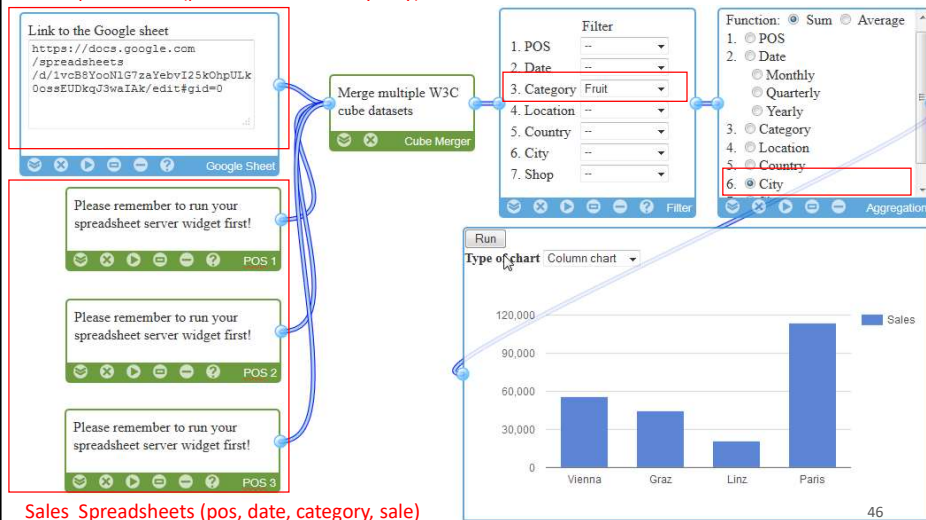 Link to the Google sheet
https://docs.google.com
/spreadsheets
/d/1vcB8YooNlG7zaYebvI25kOhpULk
0ossEUDkqJ3waIAk/edit#gid=0
Google Sheet
Please remember to run your
spreadsheet server widget first!
POS 1
Please remember to run your
spreadsheet server widget first!
POS 2
Please remember to run your
spreadsheet server widget first!
POS 3
Sales Spreadsheets (pos, date, category, sale)
Merge multiple W3C
cube datasets
Cube Merger
Filter
1. POS --
2. Date --
3. Category Fruit
4. Location --
5. Country --
6. City --
7. Shop --
Filter
Function: Sum Average
1. POS
2. Date
Monthly
Quarterly
Yearly
3. Category
4. Location
5. Country
6. City
Aggregation
Run
Type of chart Column chart
120,000
90,000
60,000
30,000
0
Vienna Graz Linz Paris
Sales
46